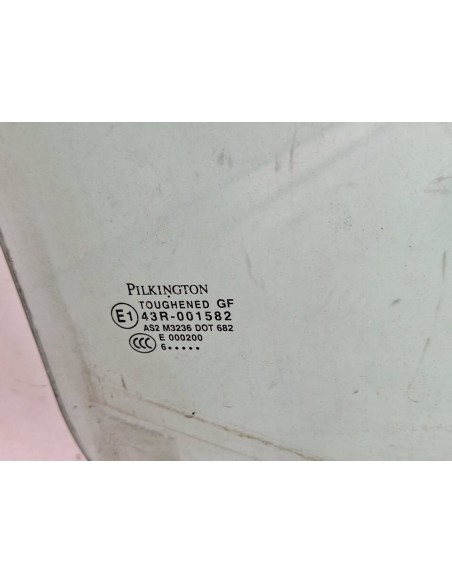 PILKINGTON
TOUGHENED GF
E1 43R-001582
AS2 M3236 DOT 682
CCC E 000200
6•••••